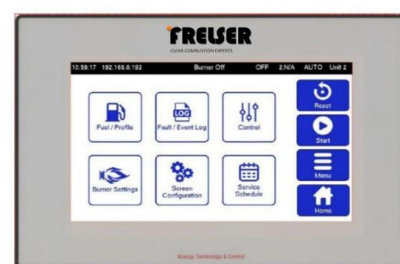 FRELSER
CLEAR COMBUSTION EXPERTS
10:59:17 192.168.0.192 Burner Off OFF 2:N/A AUTO Unit 2
Reset
Fuel / Profile
LOG
Fault / Event Log
Control
Start
Menu
Burner Settings
Screen
Configuration
Service
Schedule
Home
Energy Technology & Control